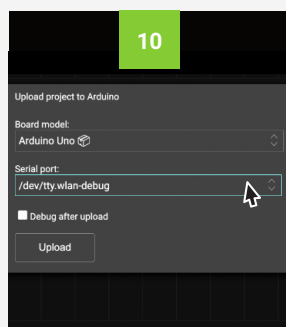 10
Upload project to Arduino
Board model:
Arduino Uno
Serial port:
/dev/tty.wlan-debug
Debug after upload
Upload